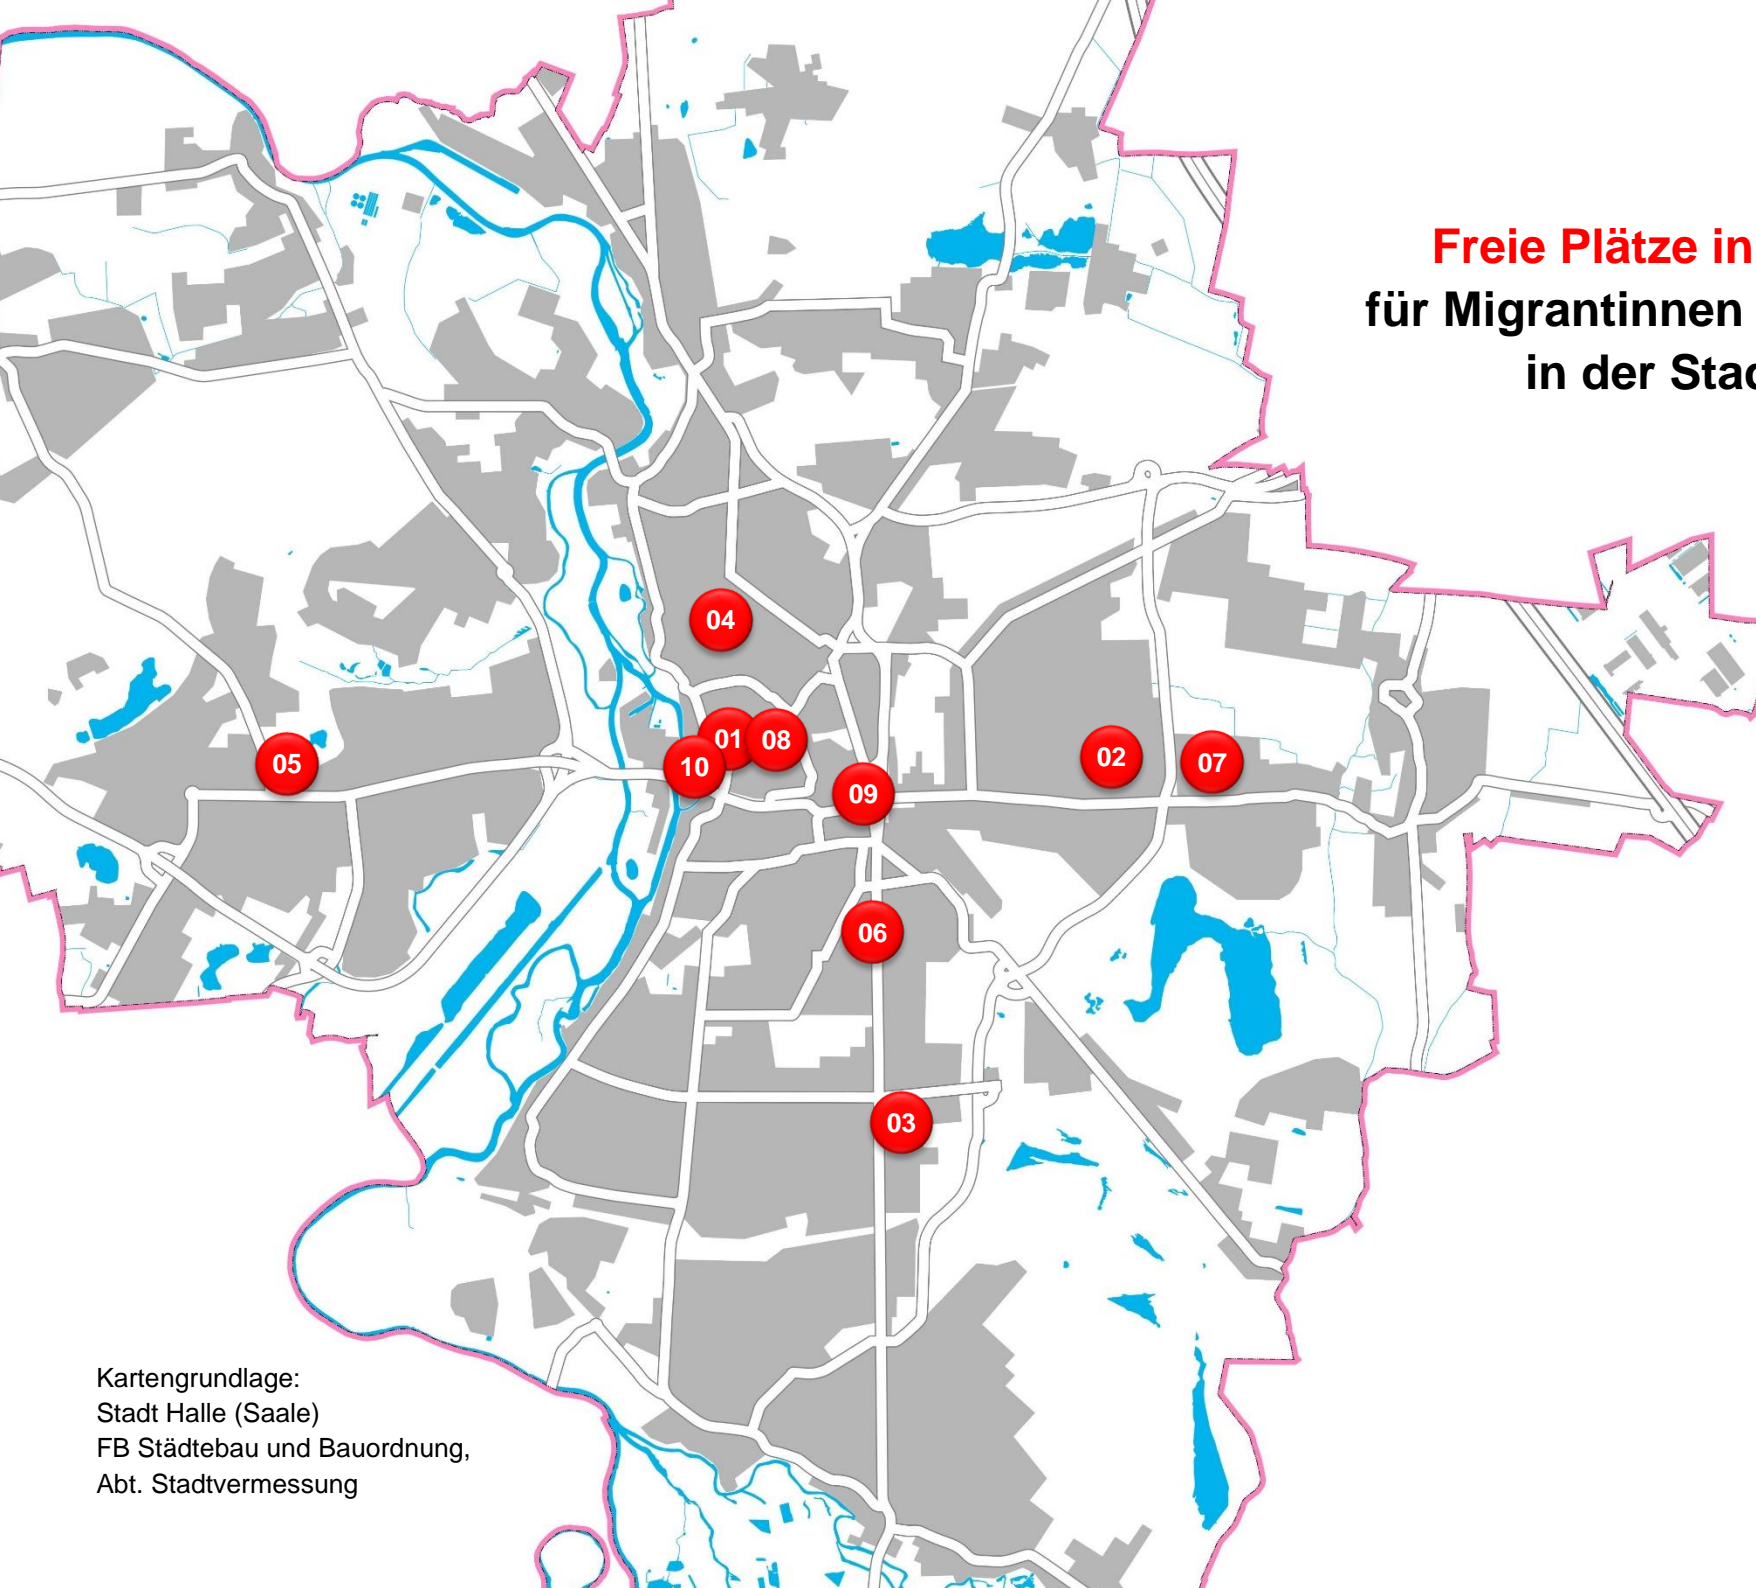 Freie Plätze in
für Migrantinnen
in der Stad
04
01
08
10
05
09
02
07
06
03
Kartengrundlage:
Stadt Halle (Saale)
FB Städtebau und Bauordnung,
Abt. Stadtvermessung